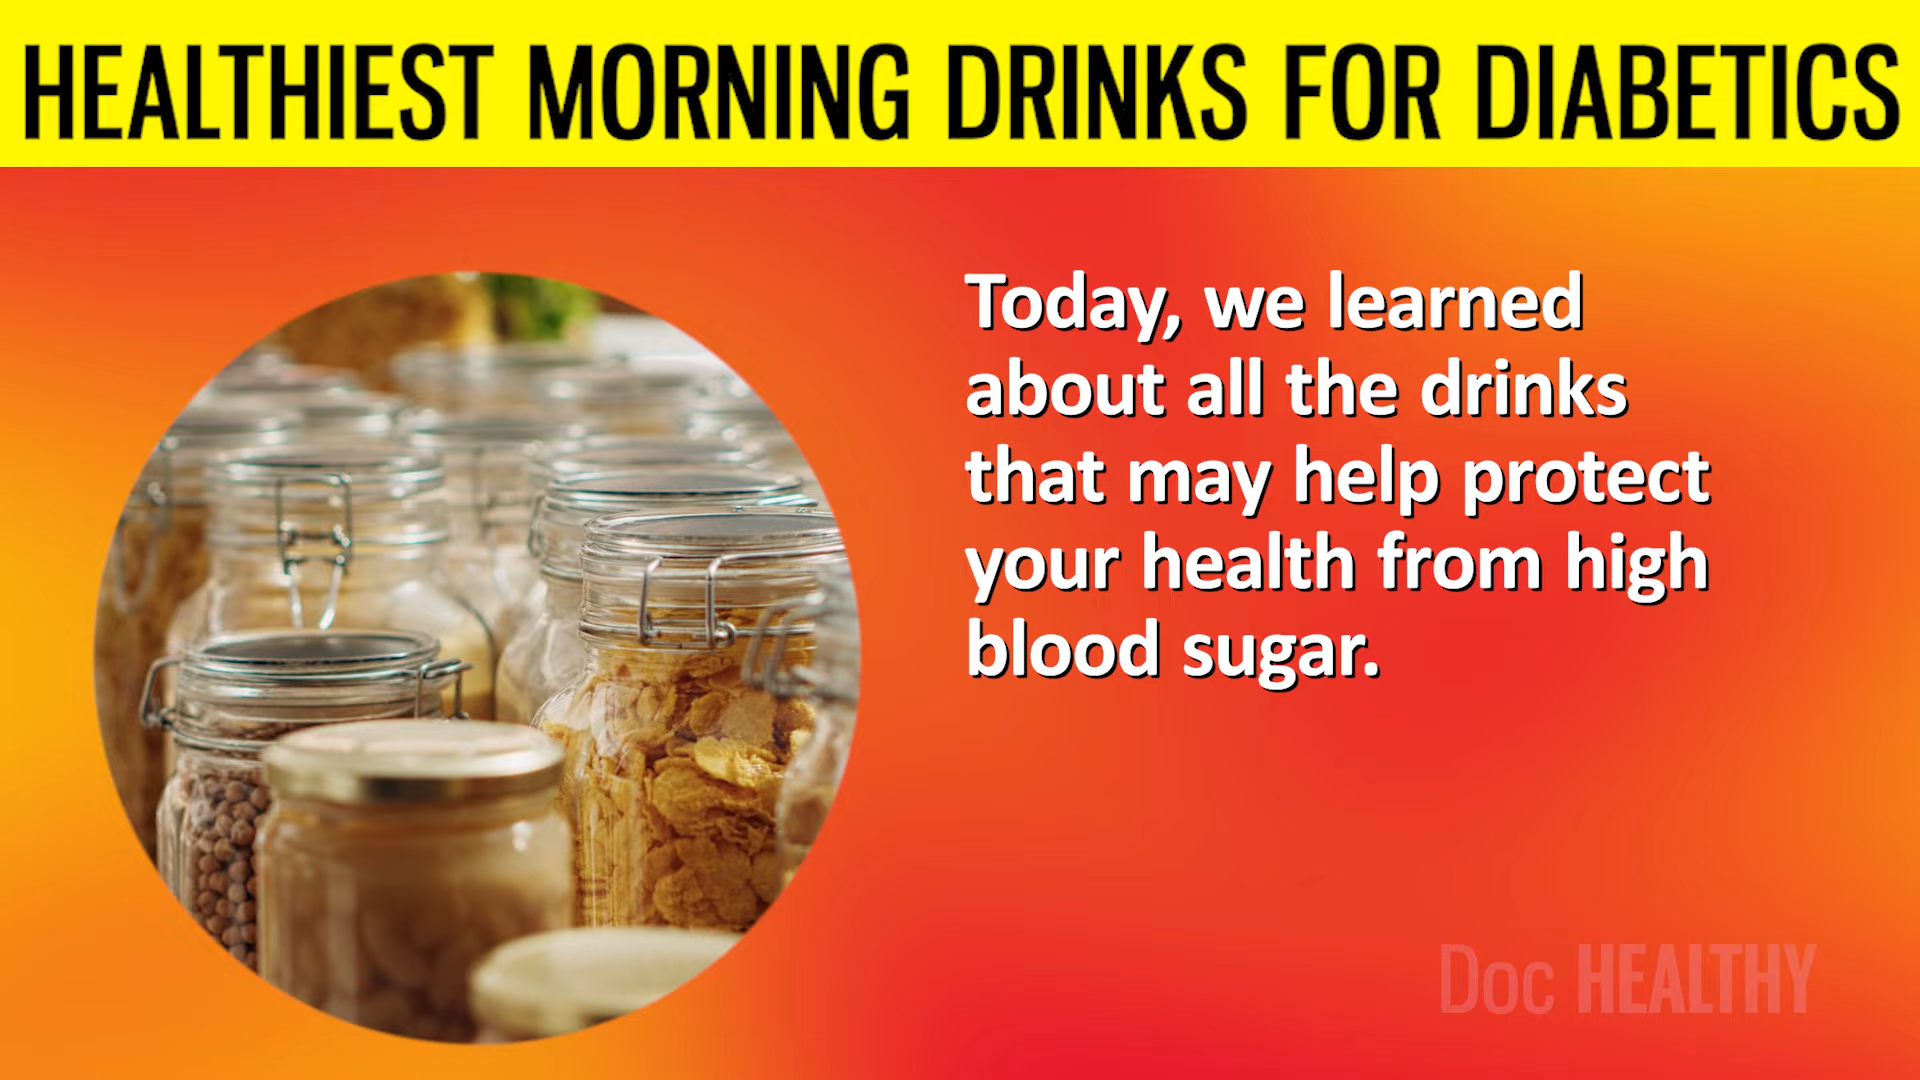 HEALTHIEST MORNING DRINKS FOR DIABETICS
Today, we learned
about all the drinks
that may help protect
your health from high
blood sugar.
Doc HEALTHY